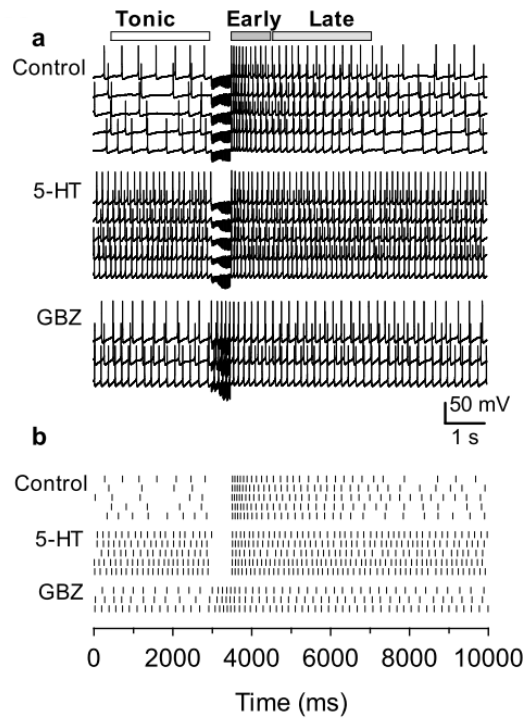 Tonic Early Late
a
Control
5-HT
GBZ
50 mV
1 s
b
Control
5-HT
GBZ
0 2000 4000 6000 8000 10000
Time (ms)